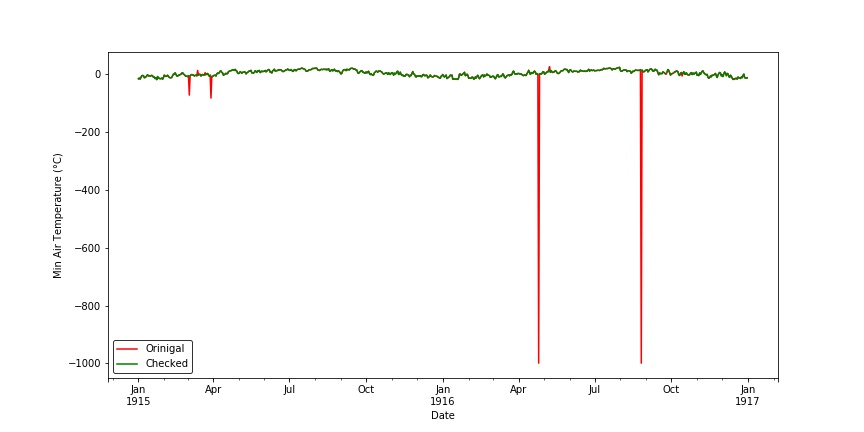 0
−200
−400
−600
−800
−1000
Min Air Temperature (°C)
Orinigal
Checked
Jan Apr Jul Oct Jan Apr Jul Oct Jan
1915 1916 1917
Date